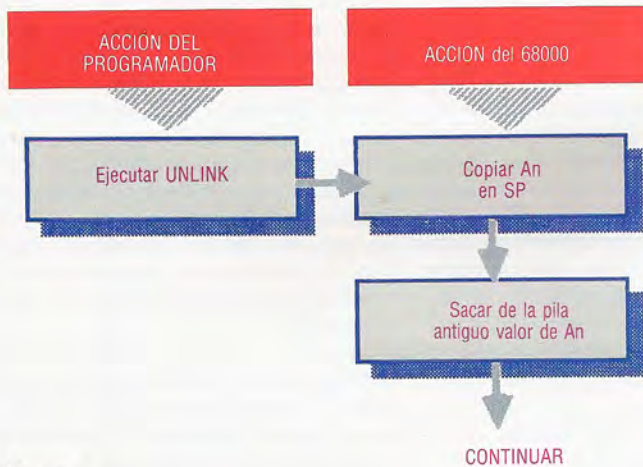 ACCION DEL
PROGRAMADOR
ACCIÓN del 68000
Ejecutar UNLINK
Copiar An
en SP
Sacar de la pila
antiguo valor de An
CONTINUAR